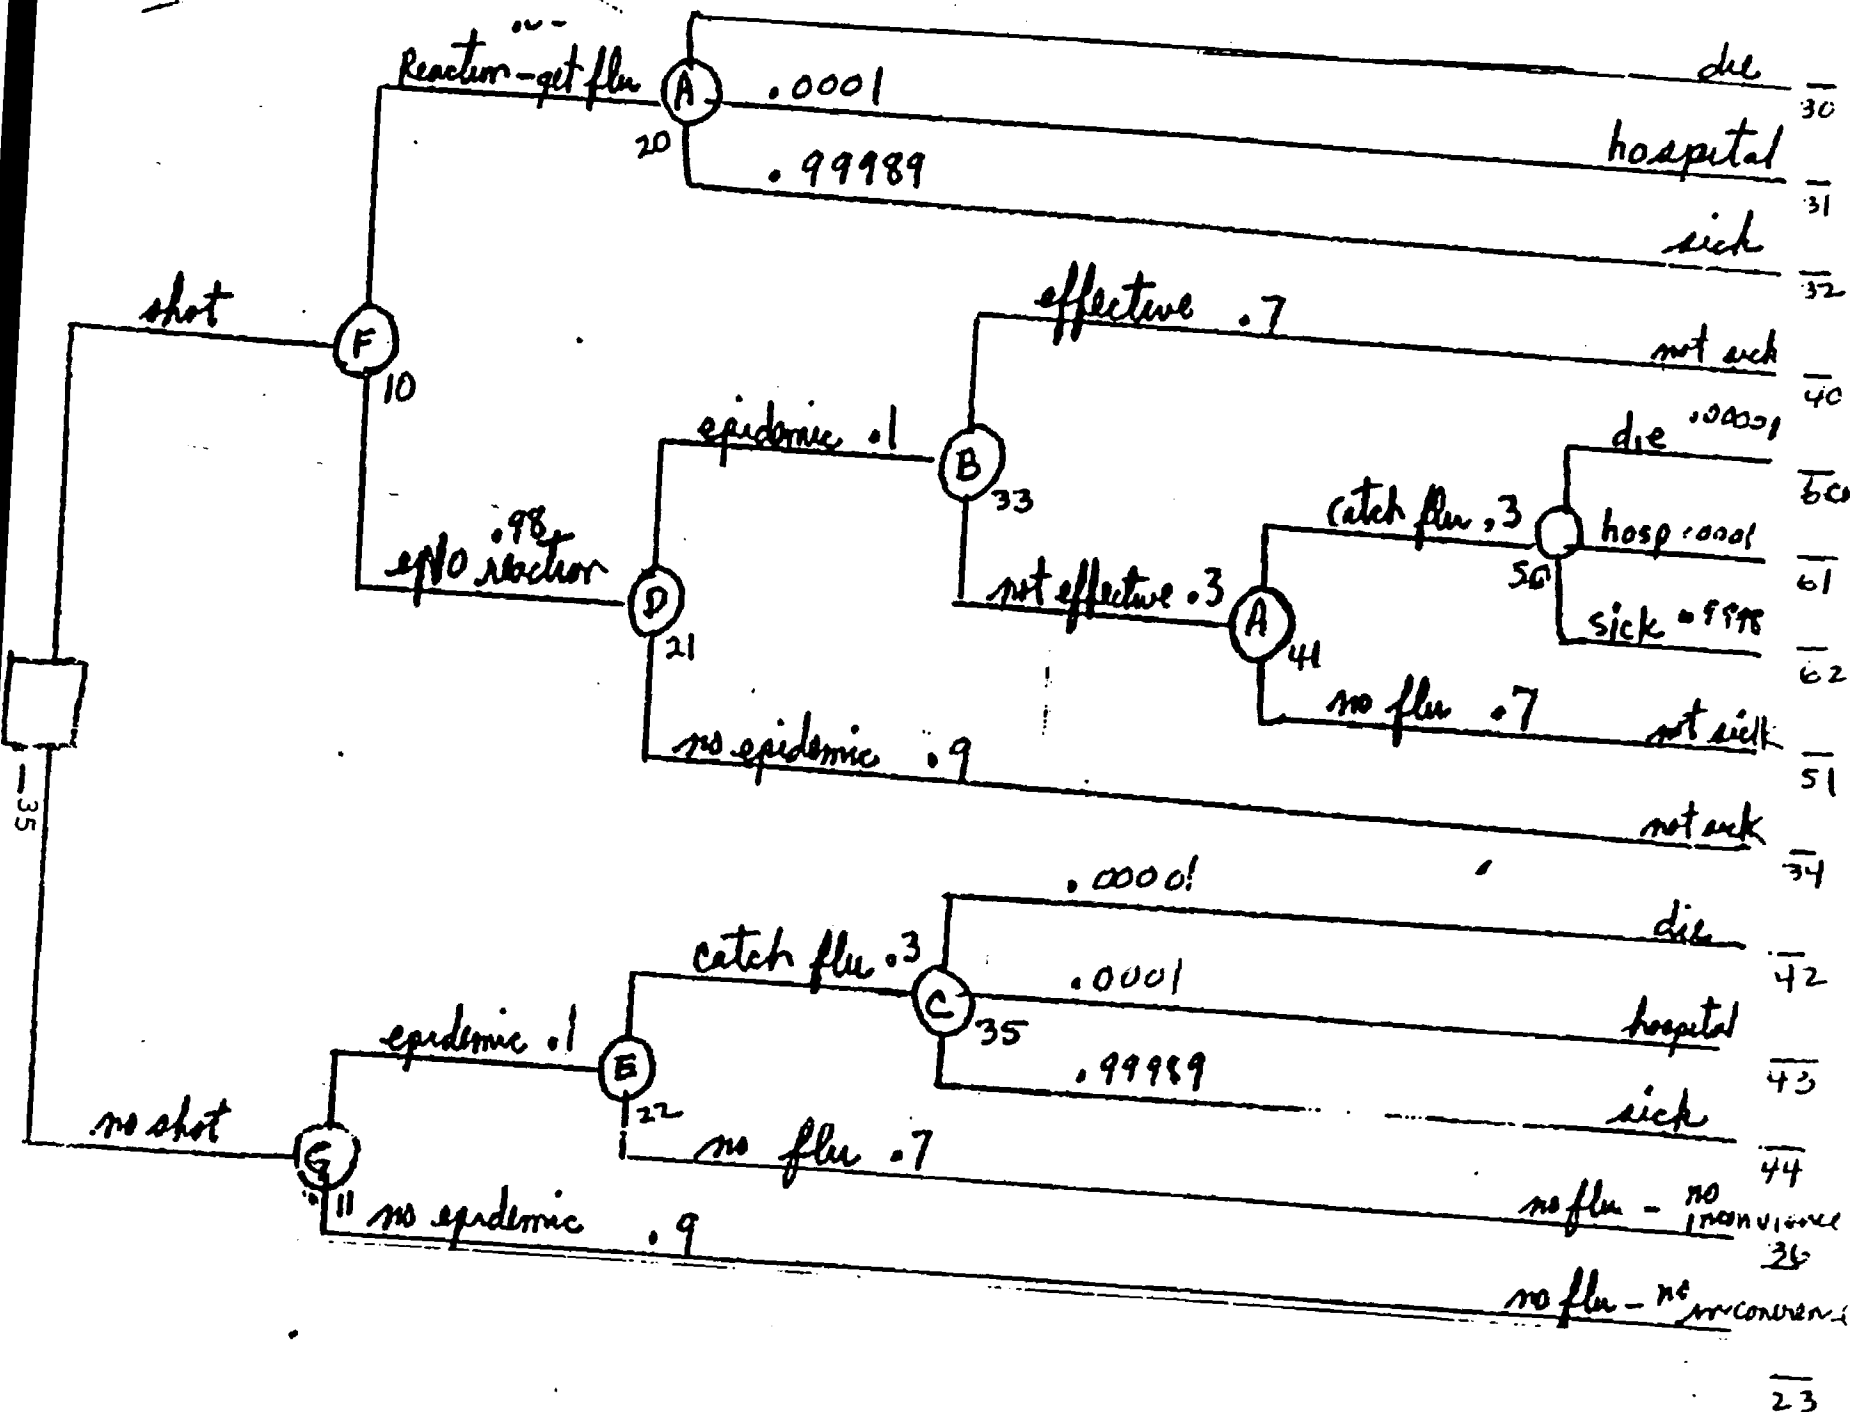 die
30
Reaction - get flu
A
.0001
hospital
20
31
.99989
sick
32
shot
F
10
effective .7
not sick
40
epidemic .1
B
33
die .00001
catch flu .3
hosp .0001
50
61
.98
No reaction
D
21
not effective .3
A
41
sick .9998
62
no flu .7
not sick
51
no epidemic .9
not sick
34
35
.00001
die
42
catch flu .3
C
35
.0001
hospital
43
epidemic .1
E
22
.99989
sick
44
no shot
G
11
no flu .7
no flu - no
36
no epidemic .9
no flu - no
23